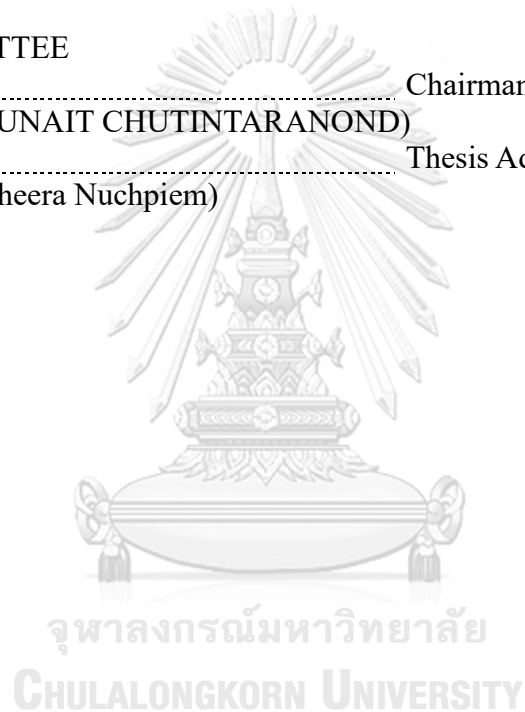 TTEE
Chairman
UNAIT CHUTINTARANOND)
Thesis Ad
heera Nuchpiem)
จุฬาลงกรณ์มหาวิทยาลัย
CHULALONGKORN UNIVERSITY